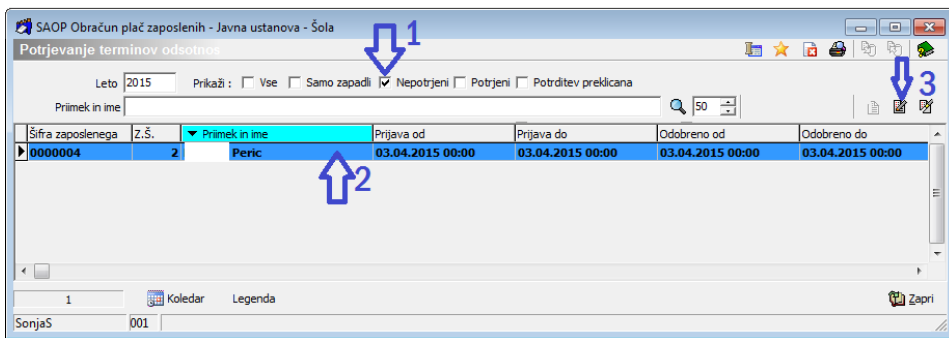 SAOP Obračun plač zaposlenih - Javna ustanova - Šola
1
Potrjevanje terminov odsotnos
Leto 2015 Prikaži : Vse Samo zapadli Nepotrjeni Potrjeni Potrditev preklicana
3
Priimek in ime 50
Šifra zaposlenega Z.Š. Priimek in ime Prijava od Prijava do Odobreno od Odobreno do
0000004 2 Peric 03.04.2015 00:00 03.04.2015 00:00 03.04.2015 00:00 03.04.2015 00:00
2
1 Koledar Legenda Zapri
SonjaS 001